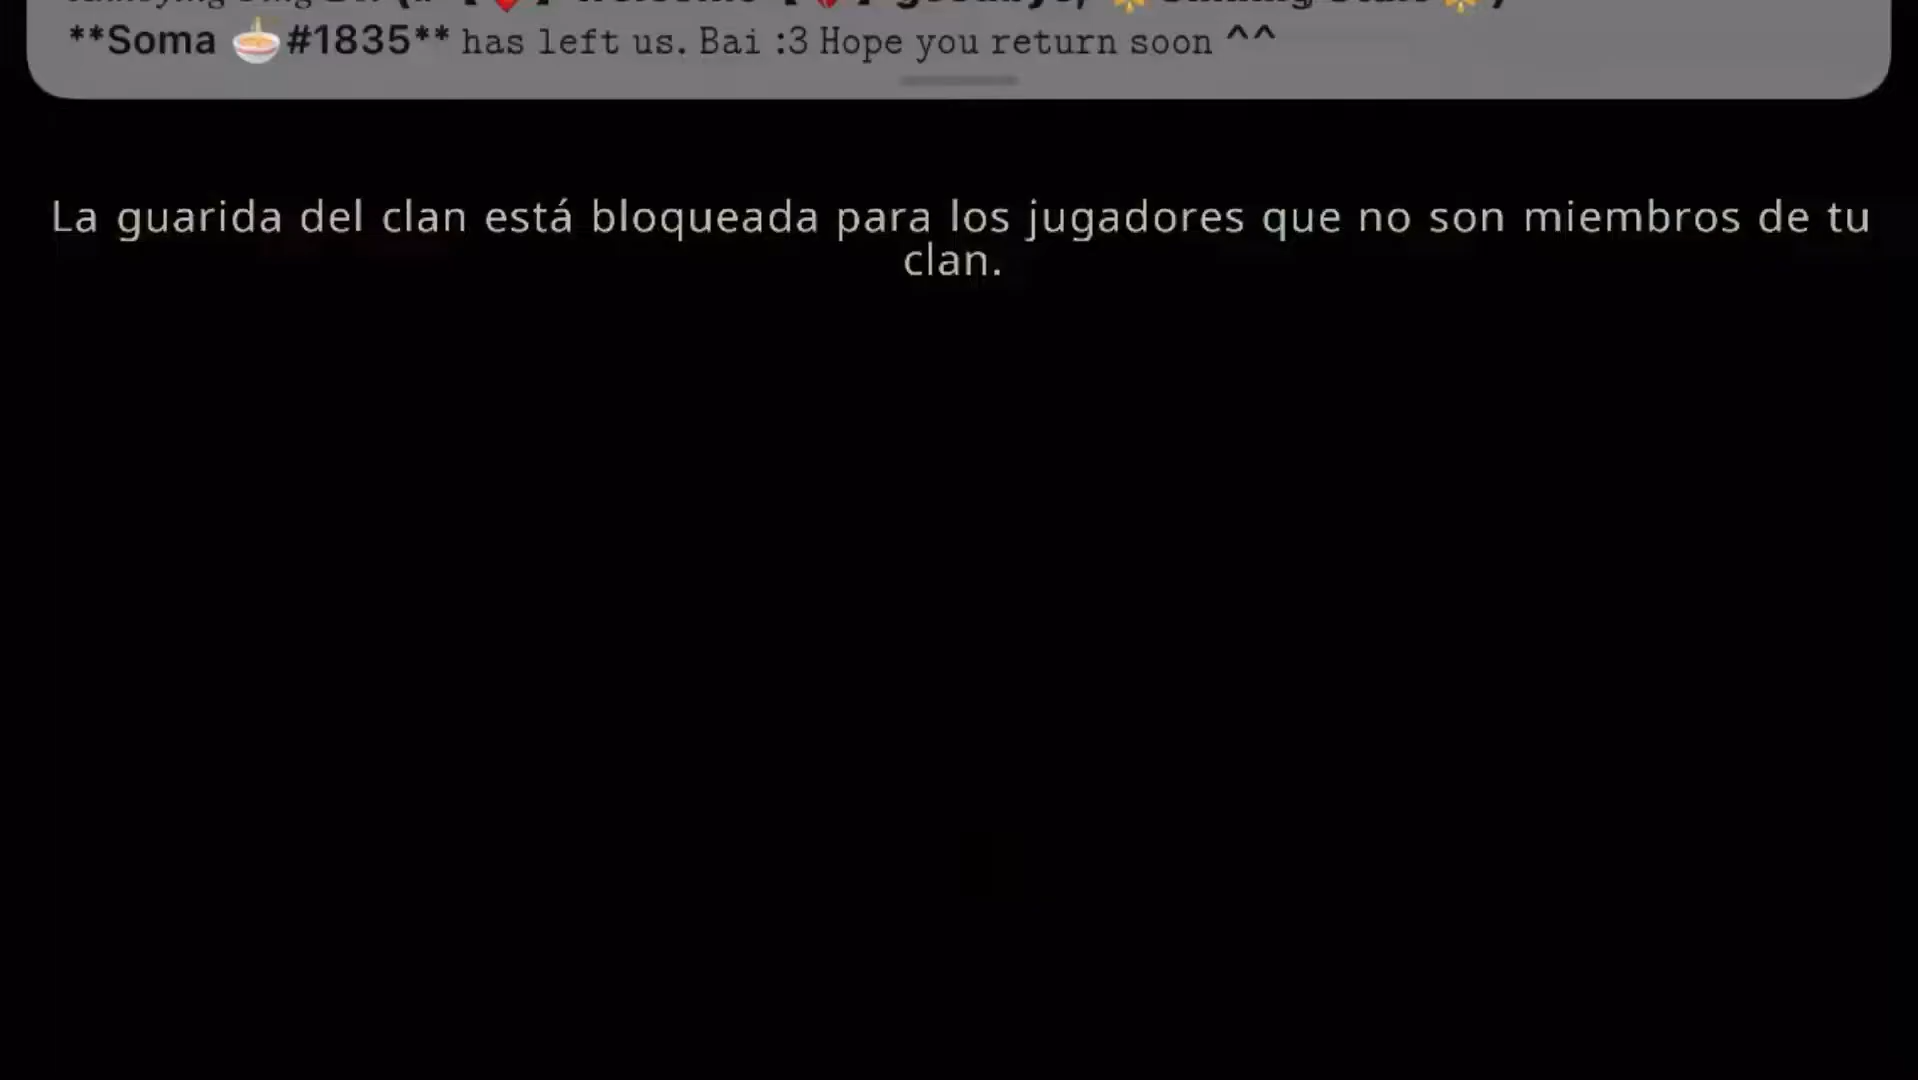 **Soma 🍜#1835** has left us. Bai :3 Hope you return soon ^^
La guarida del clan está bloqueada para los jugadores que no son miembros de tu
clan.